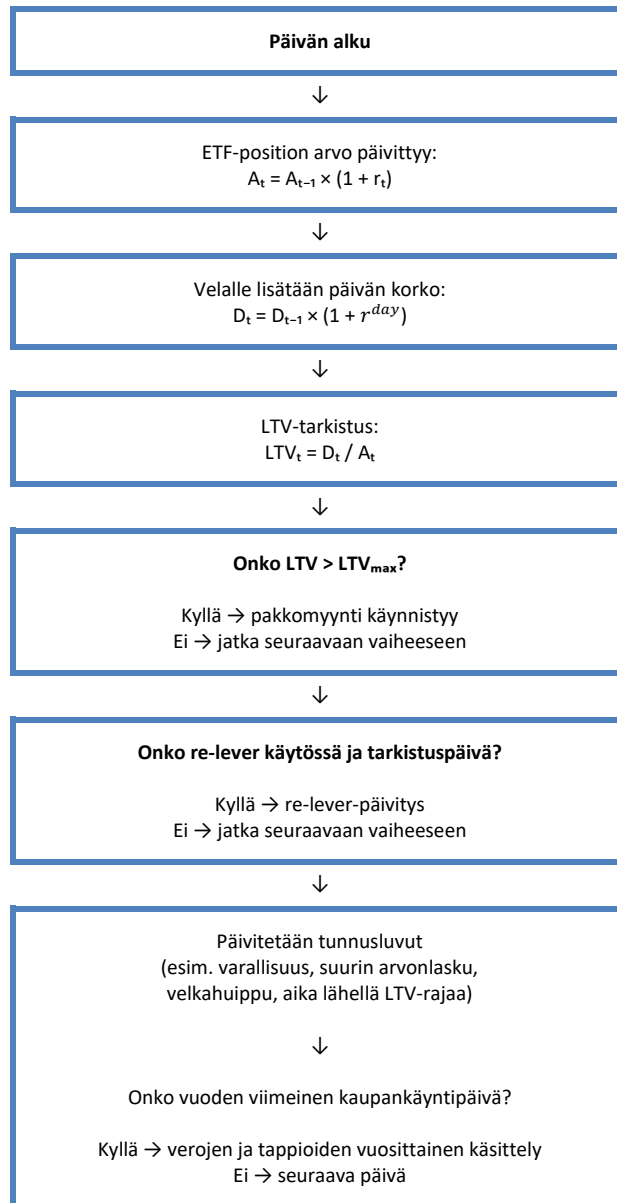 Päivän alku
↓
ETF-position arvo päivittyy:
Aₜ = Aₜ₋₁ × (1 + rₜ)
↓
Velalle lisätään päivän korko:
Dₜ = Dₜ₋₁ × (1 + r^{day})
↓
LTV-tarkistus:
LTVₜ = Dₜ / Aₜ
↓
Onko LTV > LTVₘₐₓ?
Kyllä → pakkomyynti käynnistyy
Ei → jatka seuraavaan vaiheeseen
↓
Onko re-lever käytössä ja tarkistuspäivä?
Kyllä → re-lever-päivitys
Ei → jatka seuraavaan vaiheeseen
↓
Päivitetään tunnusluvut
(esim. varallisuus, suurin arvonlasku,
velkahuippu, aika lähellä LTV-rajaa)
↓
Onko vuoden viimeinen kaupankäyntipäivä?
Kyllä → verojen ja tappioiden vuosittainen käsittely
Ei → seuraava päivä